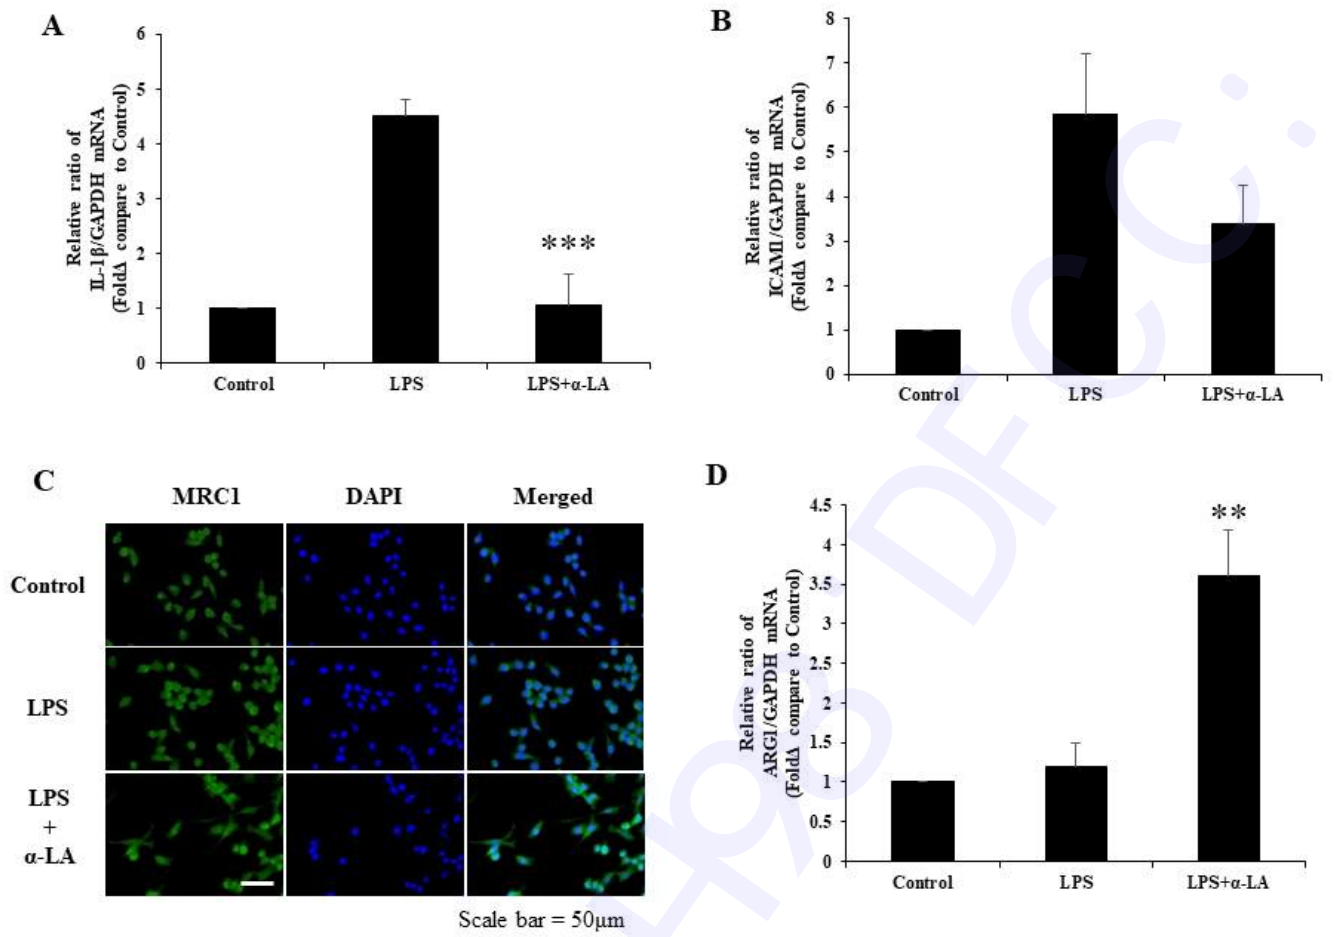 A
6
5
4
3
2
1
0
Relative ratio of
IL-1β/GAPDH mRNA
(FoldΔ compare to Control)
***
Control LPS LPS+α-LA
B
8
7
6
5
4
3
2
1
0
Relative ratio of
ICAM1/GAPDH mRNA
(FoldΔ compare to Control)
Control LPS LPS+α-LA
C
MRC1 DAPI Merged
Control
LPS
LPS
+
α-LA
Scale bar = 50μm
D
4.5
4
3.5
3
2.5
2
1.5
1
0.5
0
Relative ratio of
ARG1/GAPDH mRNA
(FoldΔ compare to Control)
**
Control LPS LPS+α-LA